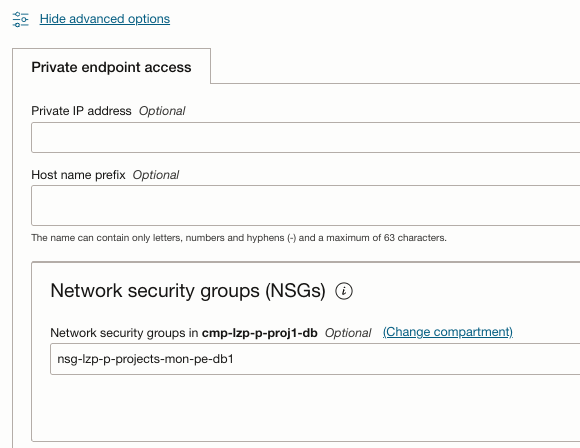 Hide advanced options
Private endpoint access
Private IP address Optional
Host name prefix Optional
The name can contain only letters, numbers and hyphens (-) and a maximum of 63 characters.
Network security groups (NSGs) i
Network security groups in cmp-lzp-p-proj1-db Optional (Change compartment)
nsg-lzp-p-projects-mon-pe-db1